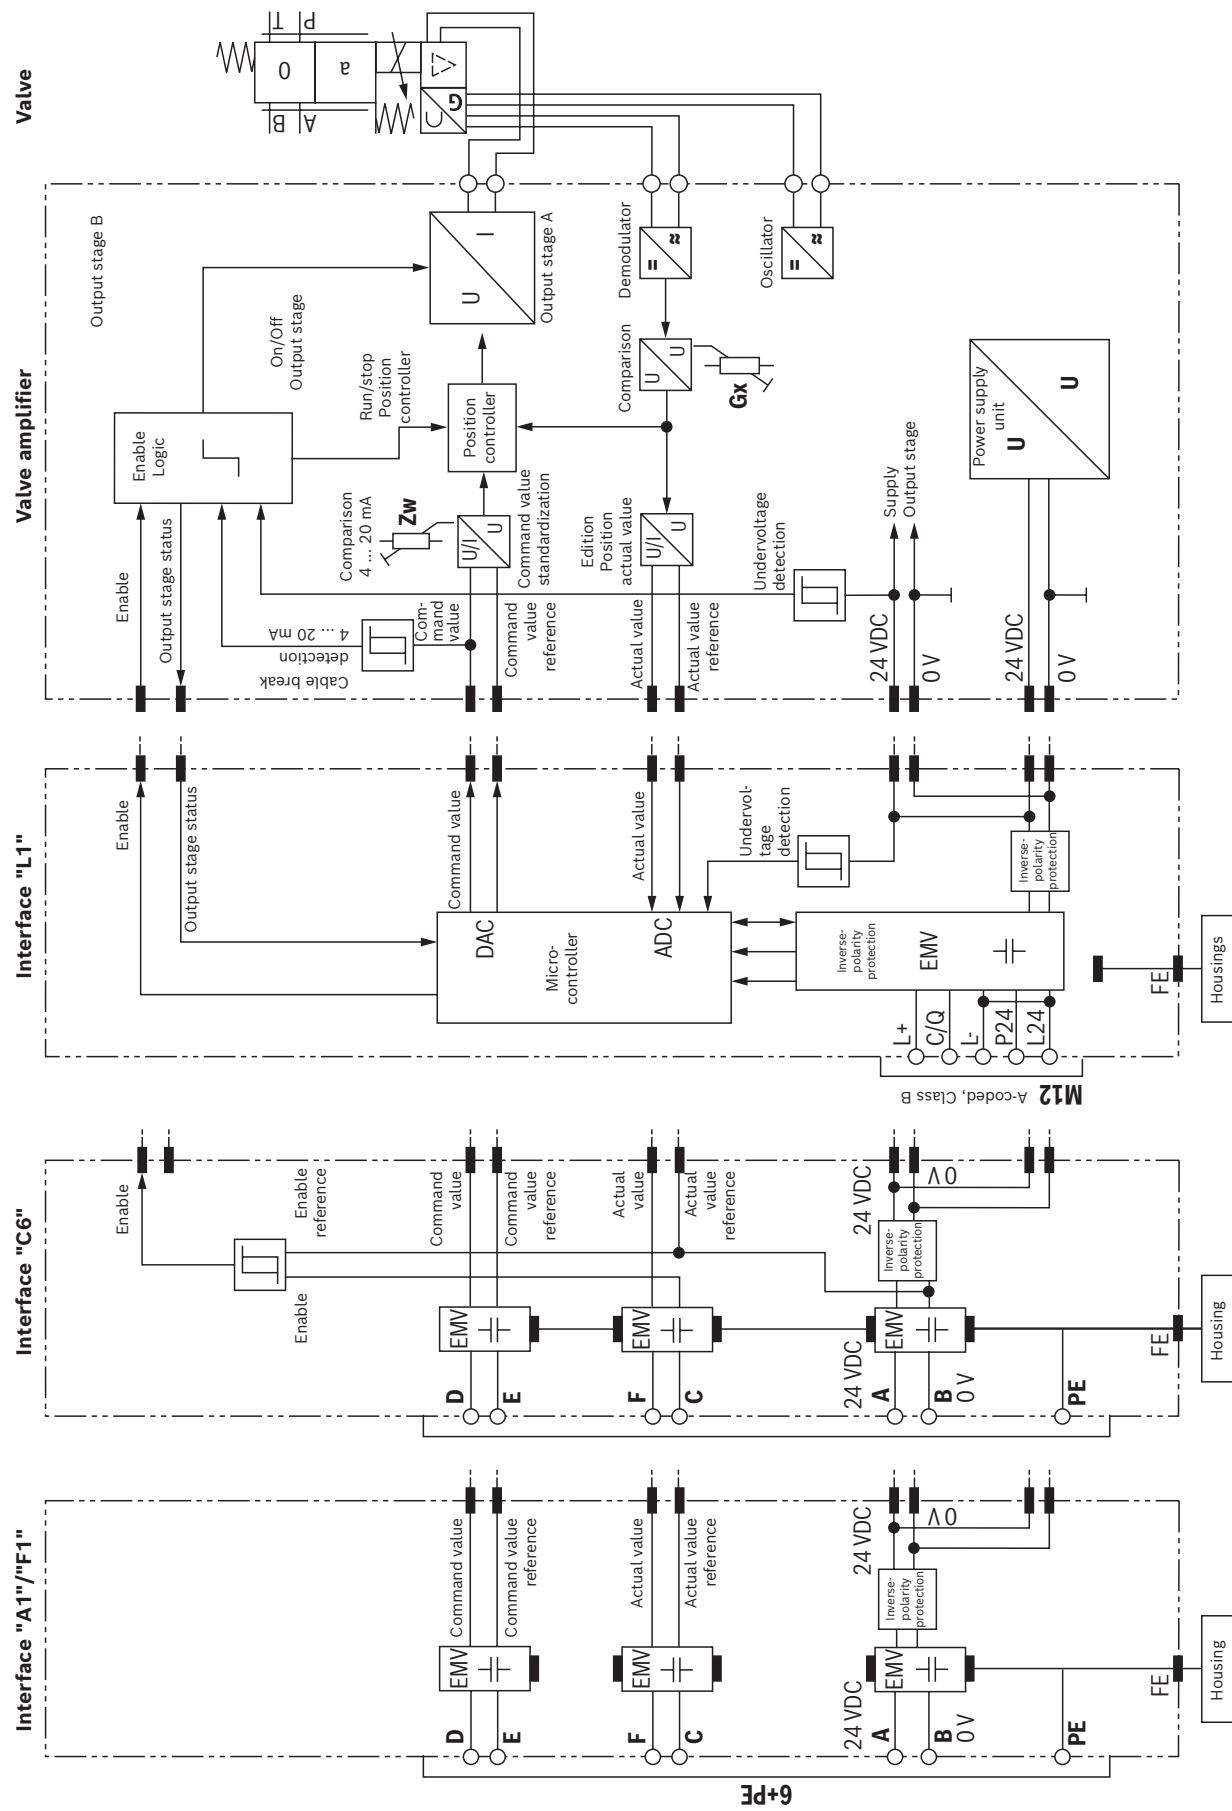 Interface "A1"/"F1"
6+PE
D
E
F
C
24 VDC
A
B
0 V
PE
FE
Housing
EMV
EMV
EMV
Command value
Command value
reference
Actual value
Actual value
reference
Inverse-
polarity
protection
24 VDC
0 V
Interface "C6"
D
E
F
C
24 VDC
A
B
0 V
PE
FE
Housing
EMV
EMV
EMV
Enable
Enable
Enable
reference
Command
value
Command
value
reference
Actual
value
Actual
value
reference
Inverse-
polarity
protection
24 VDC
0 V
Interface "L1"
M12 A-coded, Class B
L+
C/Q
L-
P24
L24
Enable
Output stage status
Command value
DAC
Micro-
controller
ADC
Actual value
Undervol-
tage
detection
Inverse-
polarity
protection
EMV
Inverse-
polarity
protection
FE
Housings
Valve amplifier
Enable
Output stage status
Cable break
detection
4 ... 20 mA
Com-
mand
value
Command
value
reference
Actual value
Actual value
reference
24 VDC
0 V
24 VDC
0 V
Enable
Logic
Comparison
4 ... 20 mA
Zw
U/I
U
Command value
standardization
Edition
Position
actual value
U/I
U
Undervoltage
detection
Supply
Output stage
Run/stop
Position
controller
On/Off
Output stage
Position
controller
Comparison
U
U
Gx
Power supply
unit
U
U
Output stage B
U
I
Output stage A
Demodulator
=
≈
Oscillator
=
≈
Valve
B
A
T
P
0
a
U
G